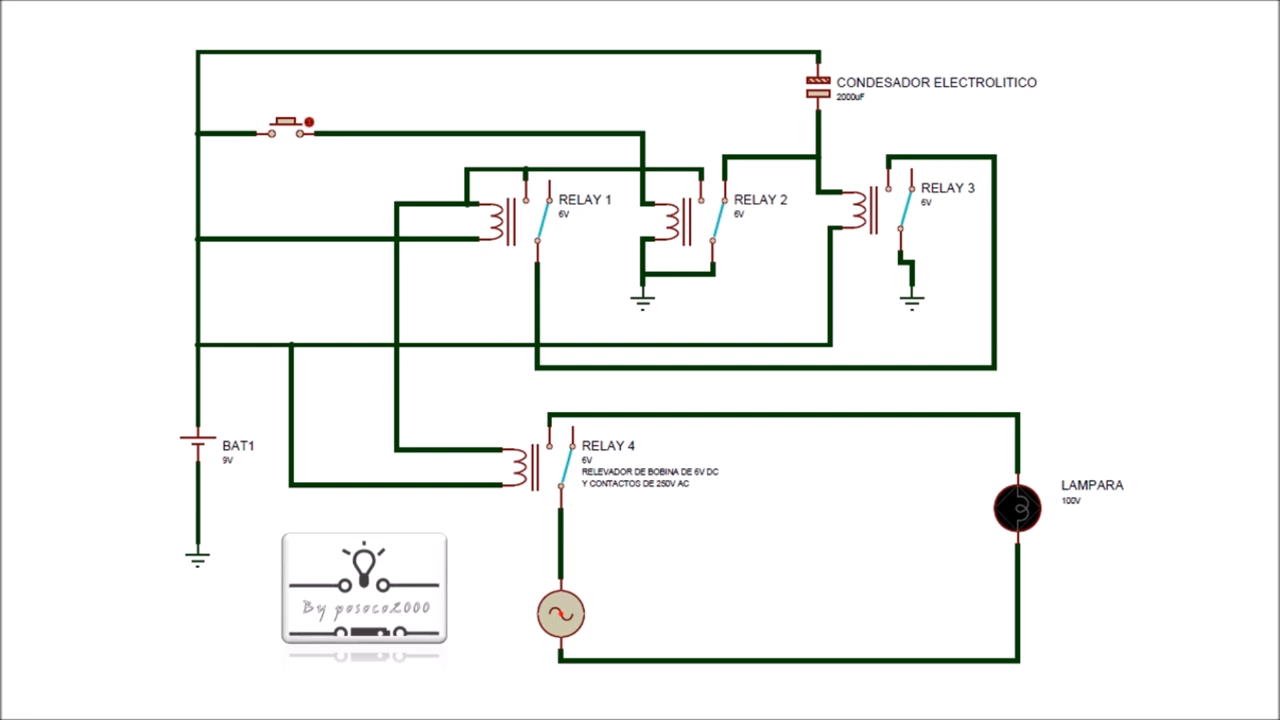 CONDESADOR ELECTROLITICO
2000uF
RELAY 1
6V
RELAY 2
6V
RELAY 3
6V
BAT1
9V
RELAY 4
6V
RELEVADOR DE BOBINA DE 6V DC
Y CONTACTOS DE 250V AC
LAMPARA
100V
By posoco2000